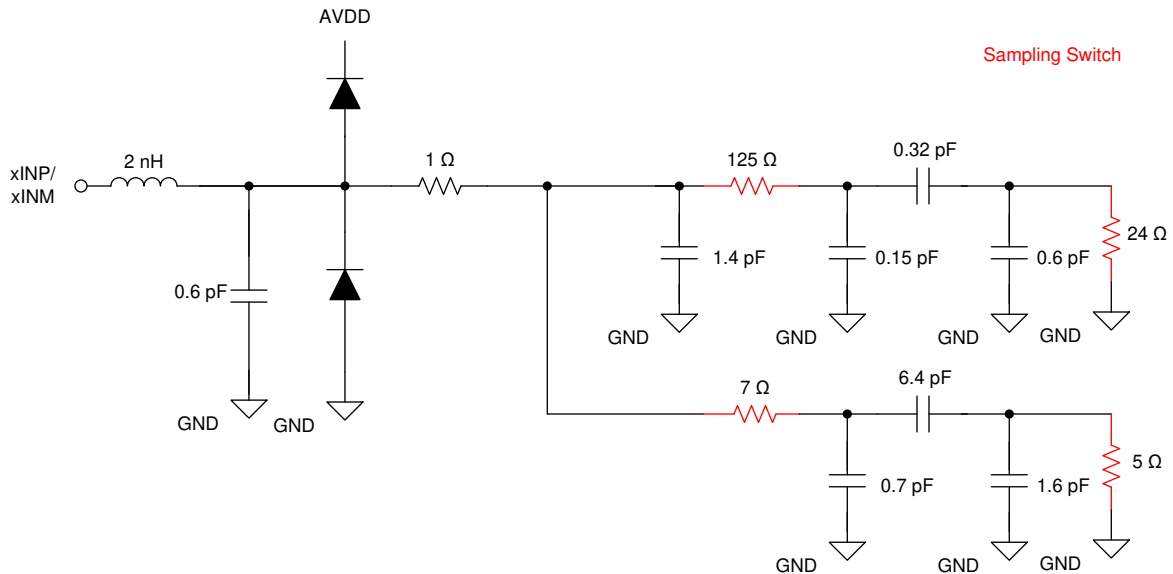 AVDD
Sampling Switch
xINP/
xINM
2 nH
1 Ω
125 Ω
0.32 pF
24 Ω
0.6 pF
1.4 pF
0.15 pF
0.6 pF
GND
GND
GND
GND
6.4 pF
7 Ω
GND
GND
5 Ω
0.7 pF
1.6 pF
GND
GND
GND